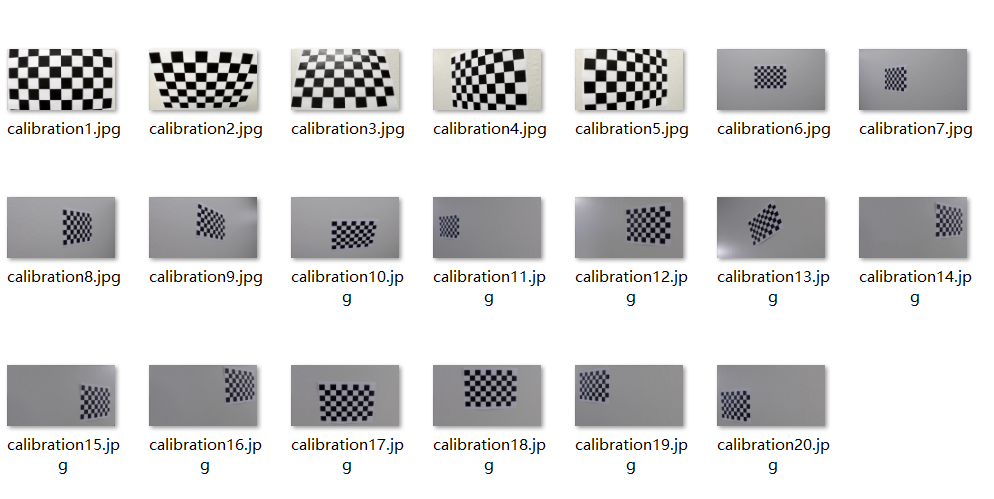 calibration1.jpg
calibration2.jpg
calibration3.jpg
calibration4.jpg
calibration5.jpg
calibration6.jpg
calibration7.jpg
calibration8.jpg
calibration9.jpg
calibration10.jp
g
calibration11.jp
g
calibration12.jp
g
calibration13.jp
g
calibration14.jp
g
calibration15.jp
g
calibration16.jp
g
calibration17.jp
g
calibration18.jp
g
calibration19.jp
g
calibration20.jp
g